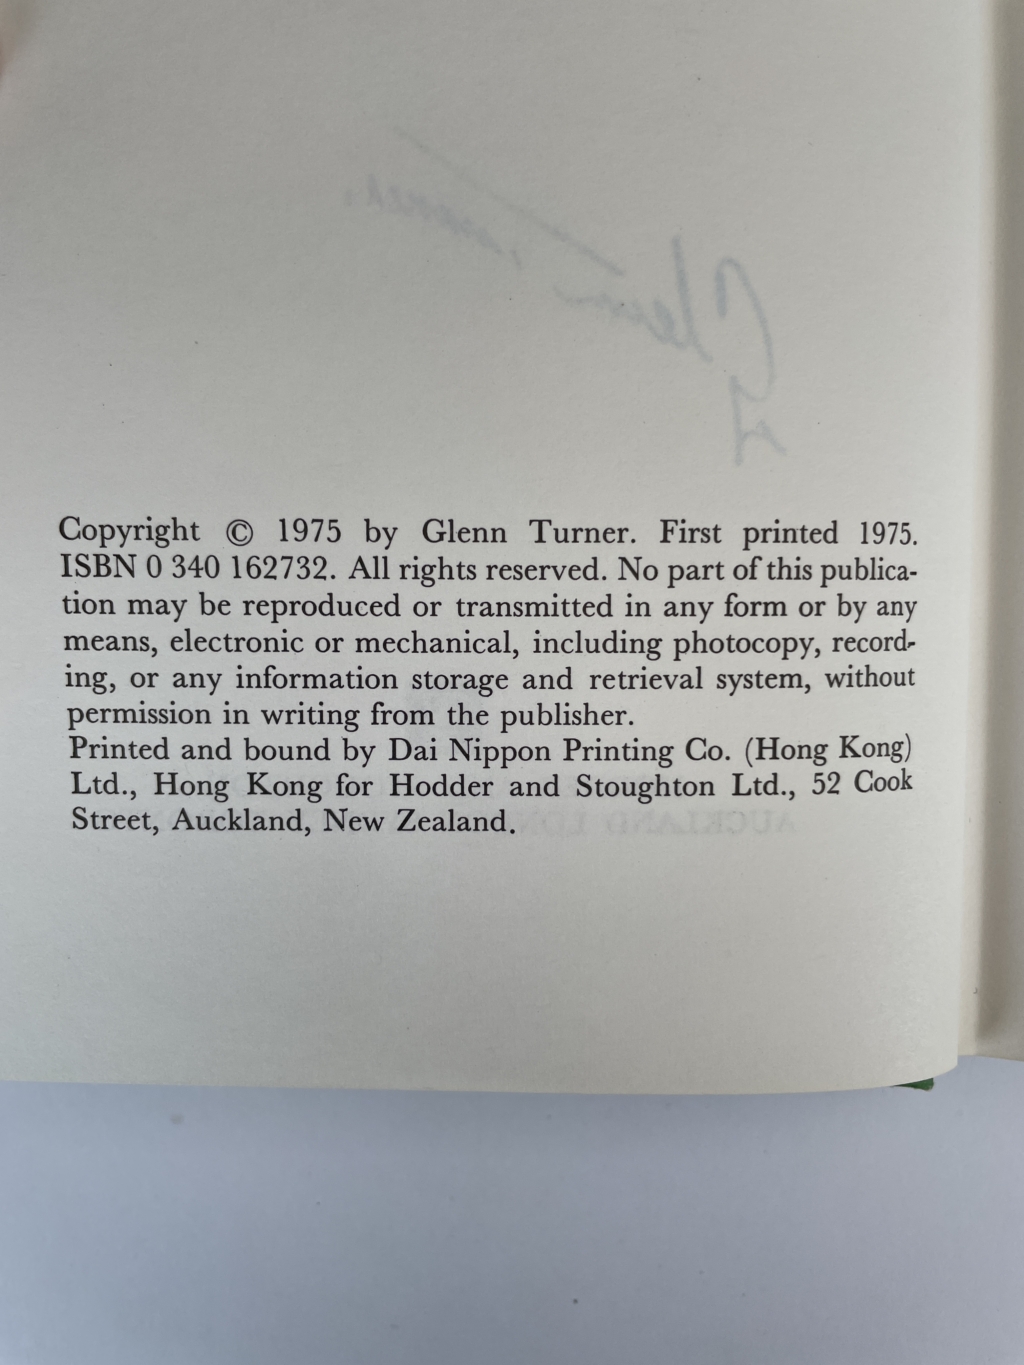 Glenn Turner.
Copyright © 1975 by Glenn Turner. First printed 1975.
ISBN 0 340 162732. All rights reserved. No part of this publica-
tion may be reproduced or transmitted in any form or by any
means, electronic or mechanical, including photocopy, record-
ing, or any information storage and retrieval system, without
permission in writing from the publisher.
Printed and bound by Dai Nippon Printing Co. (Hong Kong)
Ltd., Hong Kong for Hodder and Stoughton Ltd., 52 Cook
Street, Auckland, New Zealand.